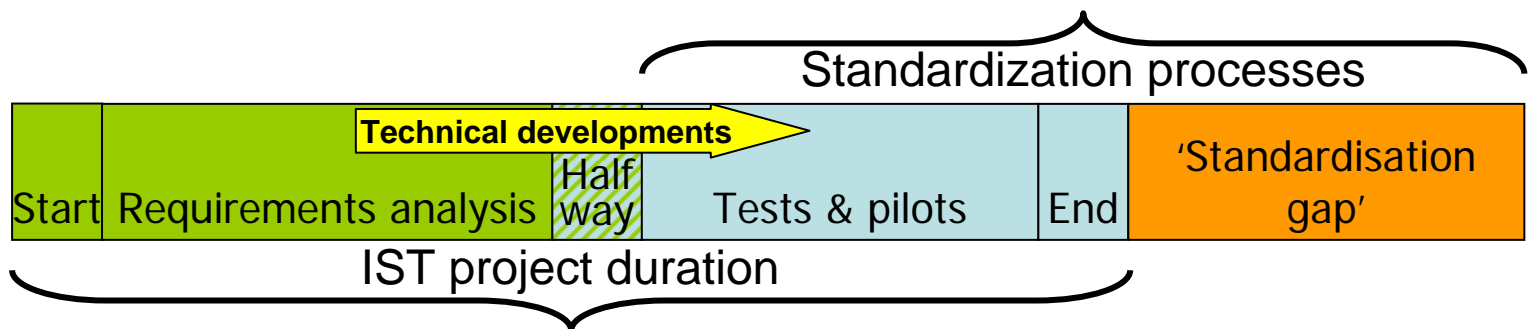 Standardization processes
Technical developments
Start
Requirements analysis
Half
way
Tests & pilots
End
‘Standardisation
gap’
IST project duration